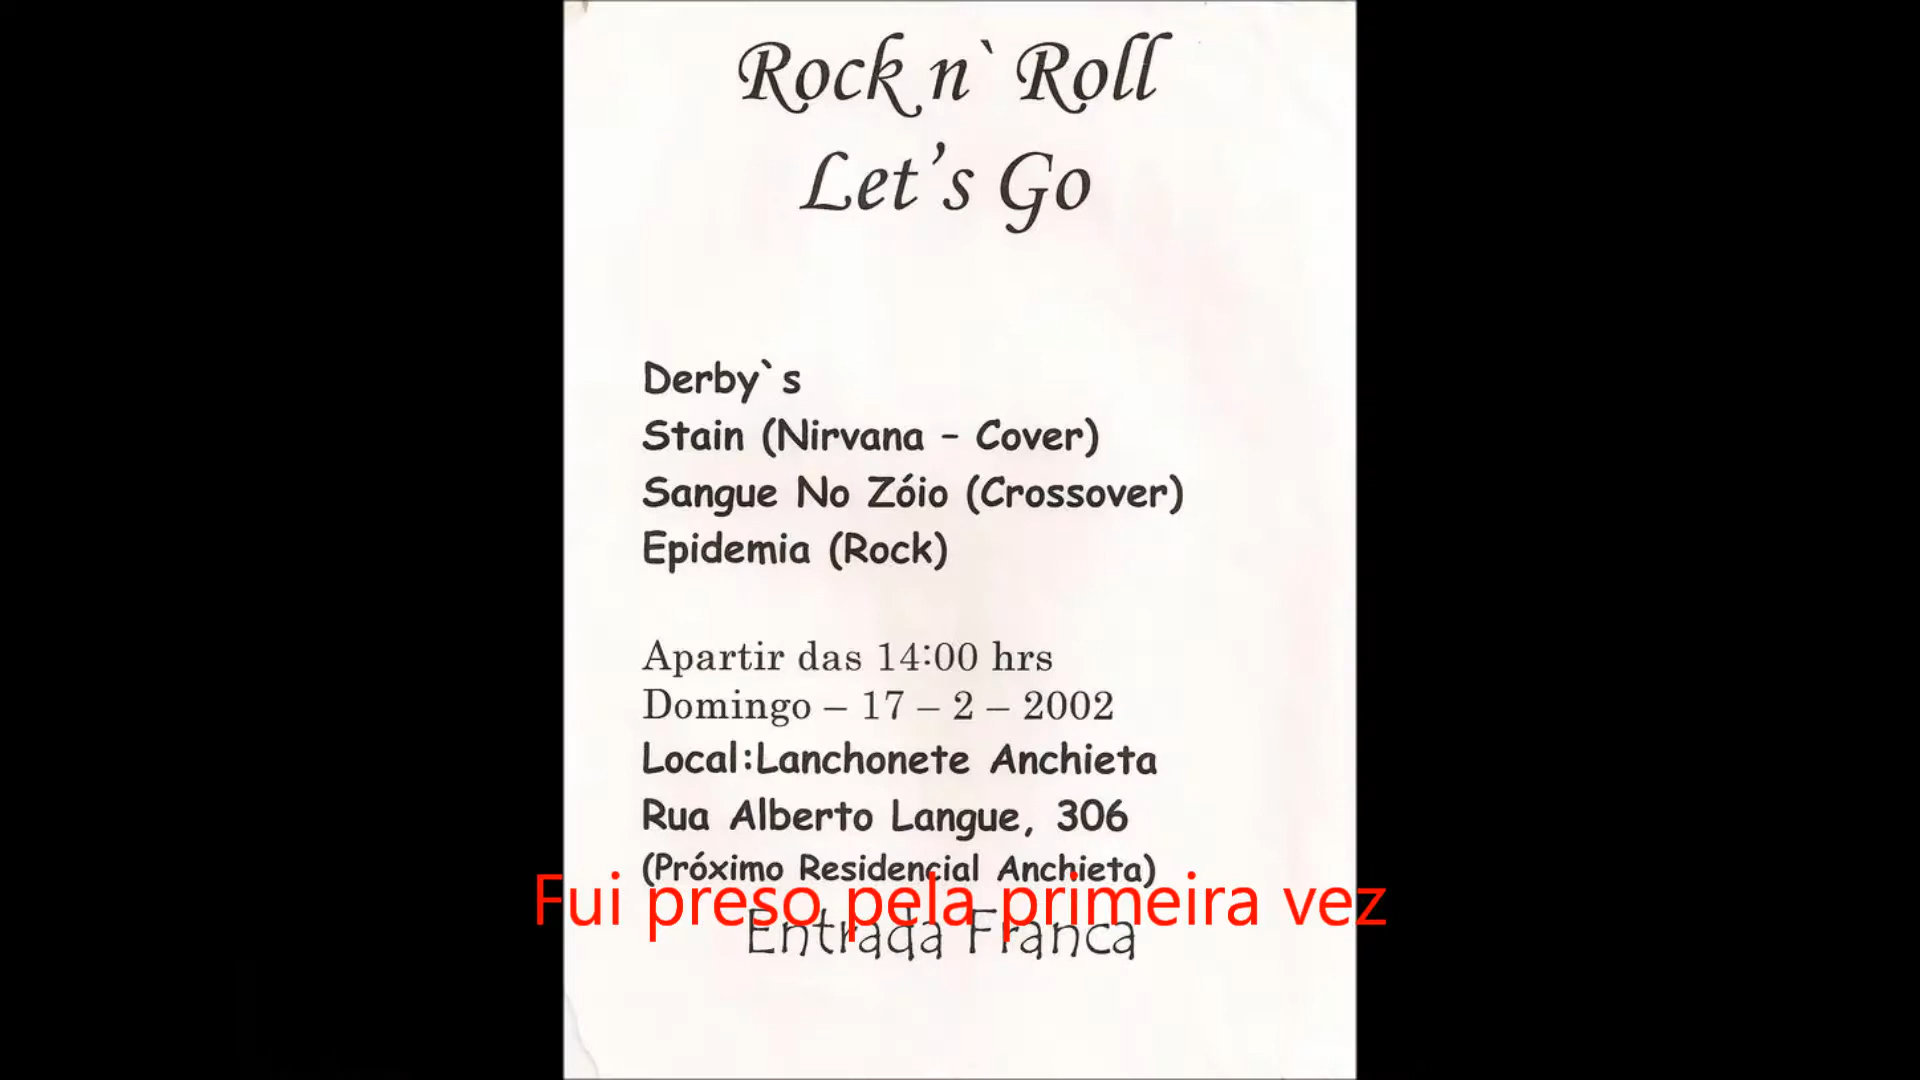 Rock n` Roll
Let's Go
Derby`s
Stain (Nirvana - Cover)
Sangue No Zóio (Crossover)
Epidemia (Rock)
Apartir das 14:00 hrs
Domingo – 17 – 2 – 2002
Local:Lanchonete Anchieta
Rua Alberto Langue, 306
(Próximo Residencial Anchieta)
Fui preso pela primeira vez
Entrada Franca